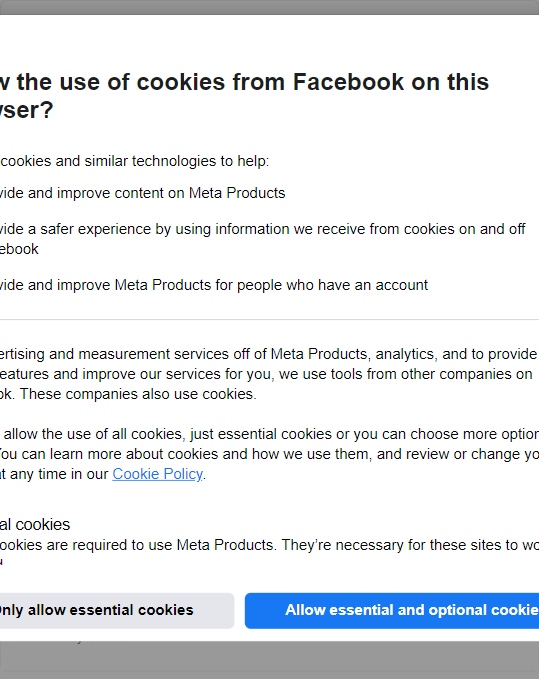 w the use of cookies from Facebook on this
wser?
cookies and similar technologies to help:
vide and improve content on Meta Products
vide a safer experience by using information we receive from cookies on and off
ebook
vide and improve Meta Products for people who have an account
ertising and measurement services off of Meta Products, analytics, and to provide
eatures and improve our services for you, we use tools from other companies on
ok. These companies also use cookies.
allow the use of all cookies, just essential cookies or you can choose more option
You can learn more about cookies and how we use them, and review or change yo
at any time in our Cookie Policy.
al cookies
ookies are required to use Meta Products. They're necessary for these sites to wo
Only allow essential cookies
Allow essential and optional cookie